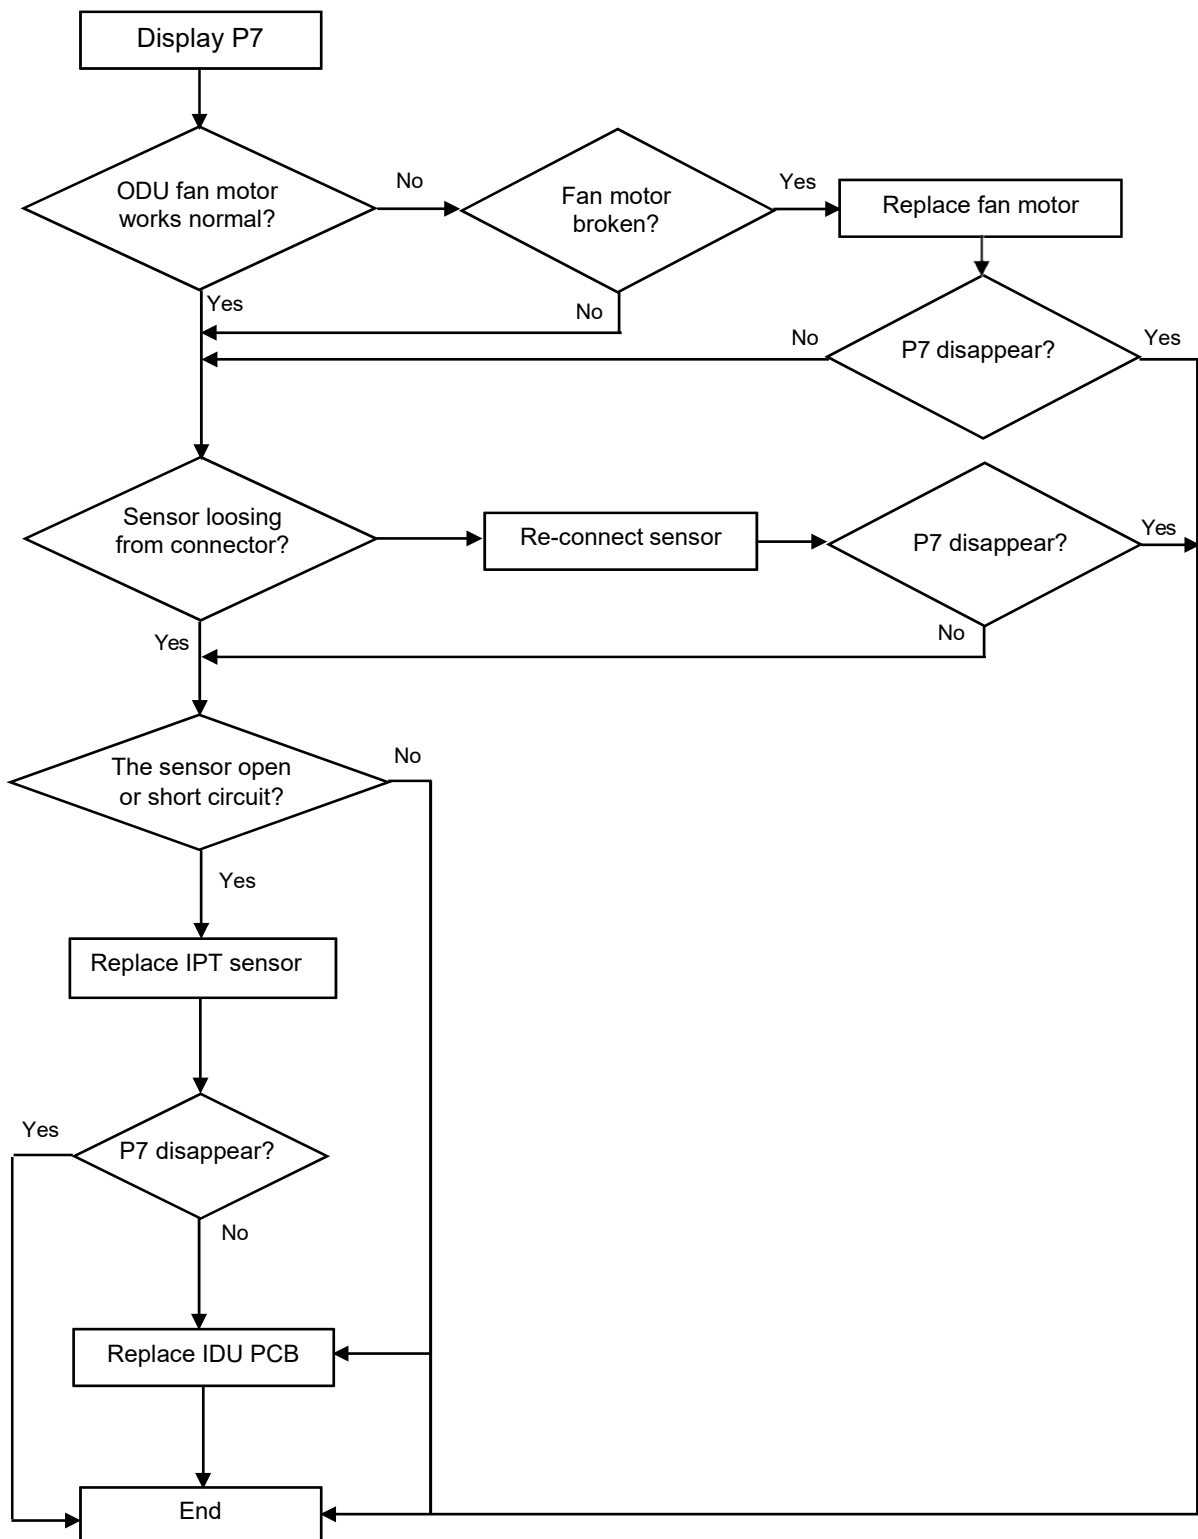 Display P7
ODU fan motor
works normal?
No
Fan motor
broken?
Yes
Replace fan motor
Yes
No
No
P7 disappear?
Yes
Sensor loosing
from connector?
Re-connect sensor
P7 disappear?
Yes
Yes
No
The sensor open
or short circuit?
No
Yes
Replace IPT sensor
Yes
P7 disappear?
No
Replace IDU PCB
End